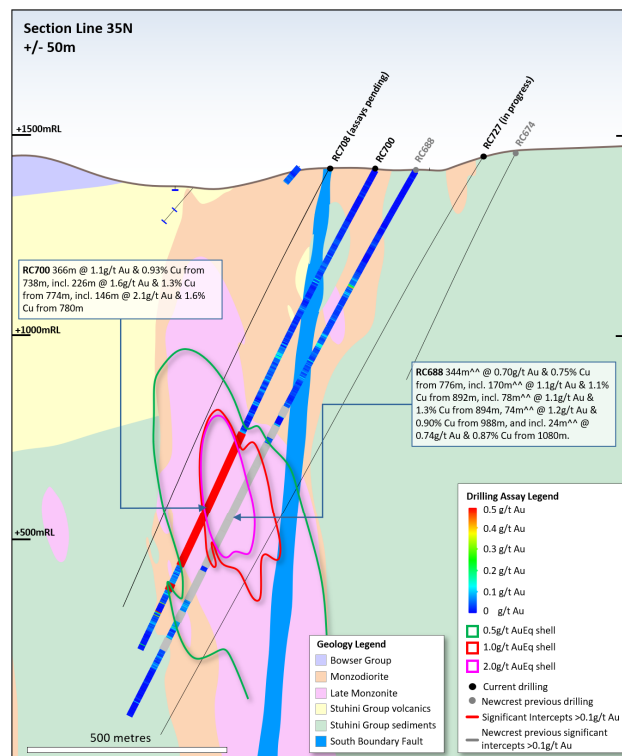 Section Line 35N
+/- 50m
RC708 (assays pending)
RC700
RC688
RC727 (in progress)
RC674
+1500mRL
RC700 366m @ 1.1g/t Au & 0.93% Cu from
738m, incl. 226m @ 1.6g/t Au & 1.3% Cu
from 774m, incl. 146m @ 2.1g/t Au & 1.6%
Cu from 780m
+1000mRL
RC688 344m^^ @ 0.70g/t Au & 0.75% Cu
from 776m, incl. 170m^^ @ 1.1g/t Au & 1.1%
Cu from 892m, incl. 78m^^ @ 1.1g/t Au &
1.3% Cu from 894m, 74m^^ @ 1.2g/t Au &
0.90% Cu from 988m, and incl. 24m^^ @
0.74g/t Au & 0.87% Cu from 1080m.
+500mRL
Drilling Assay Legend
0.5 g/t Au
0.4 g/t Au
0.3 g/t Au
0.2 g/t Au
0.1 g/t Au
0 g/t Au
0.5g/t AuEq shell
1.0g/t AuEq shell
2.0g/t AuEq shell
Current drilling
Newcrest previous drilling
Significant Intercepts >0.1g/t Au
Newcrest previous significant
intercepts >0.1g/t Au
Geology Legend
Bowser Group
Monzodiorite
Late Monzonite
Stuhini Group volcanics
Stuhini Group sediments
South Boundary Fault
500 metres